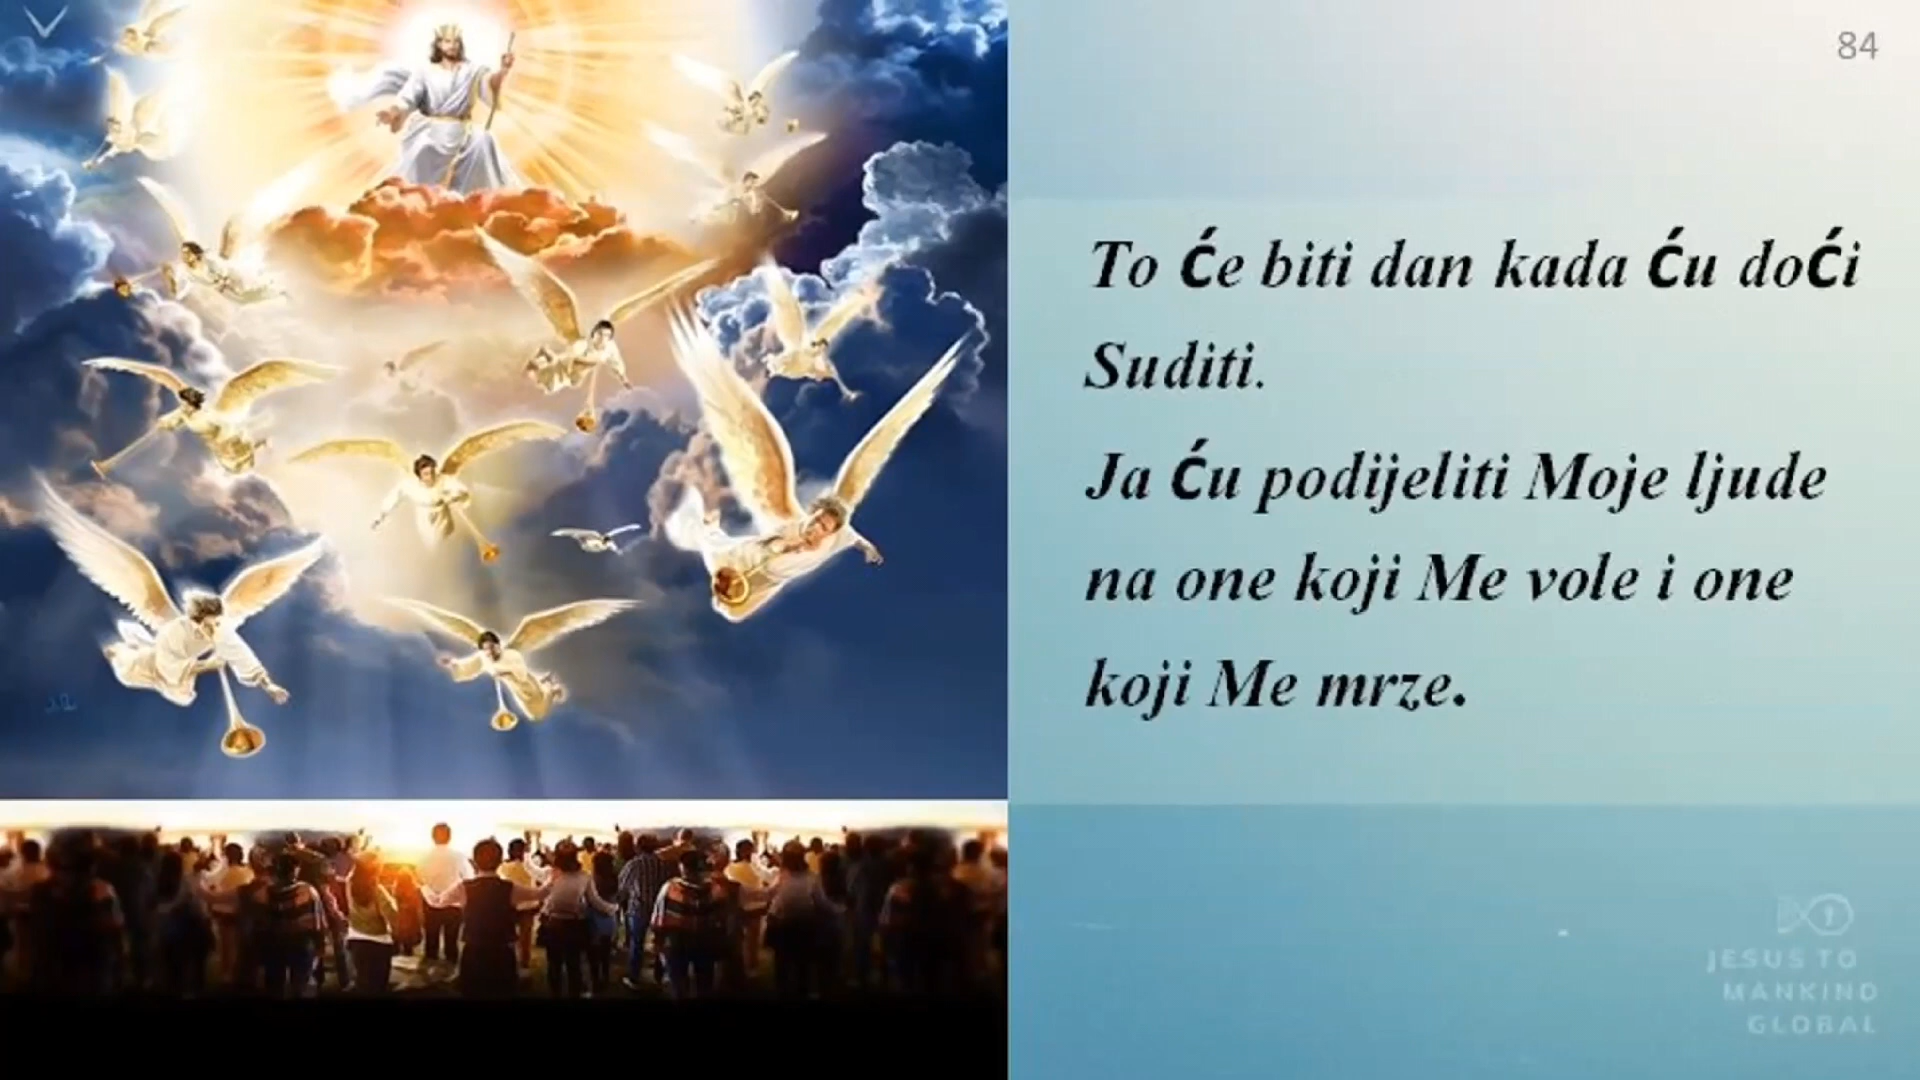 84
To će biti dan kada ću doći
Suditi.
Ja ću podijeliti Moje ljude
na one koji Me vole i one
koji Me mrze.
JESUS TO
MANKIND
GLOBAL